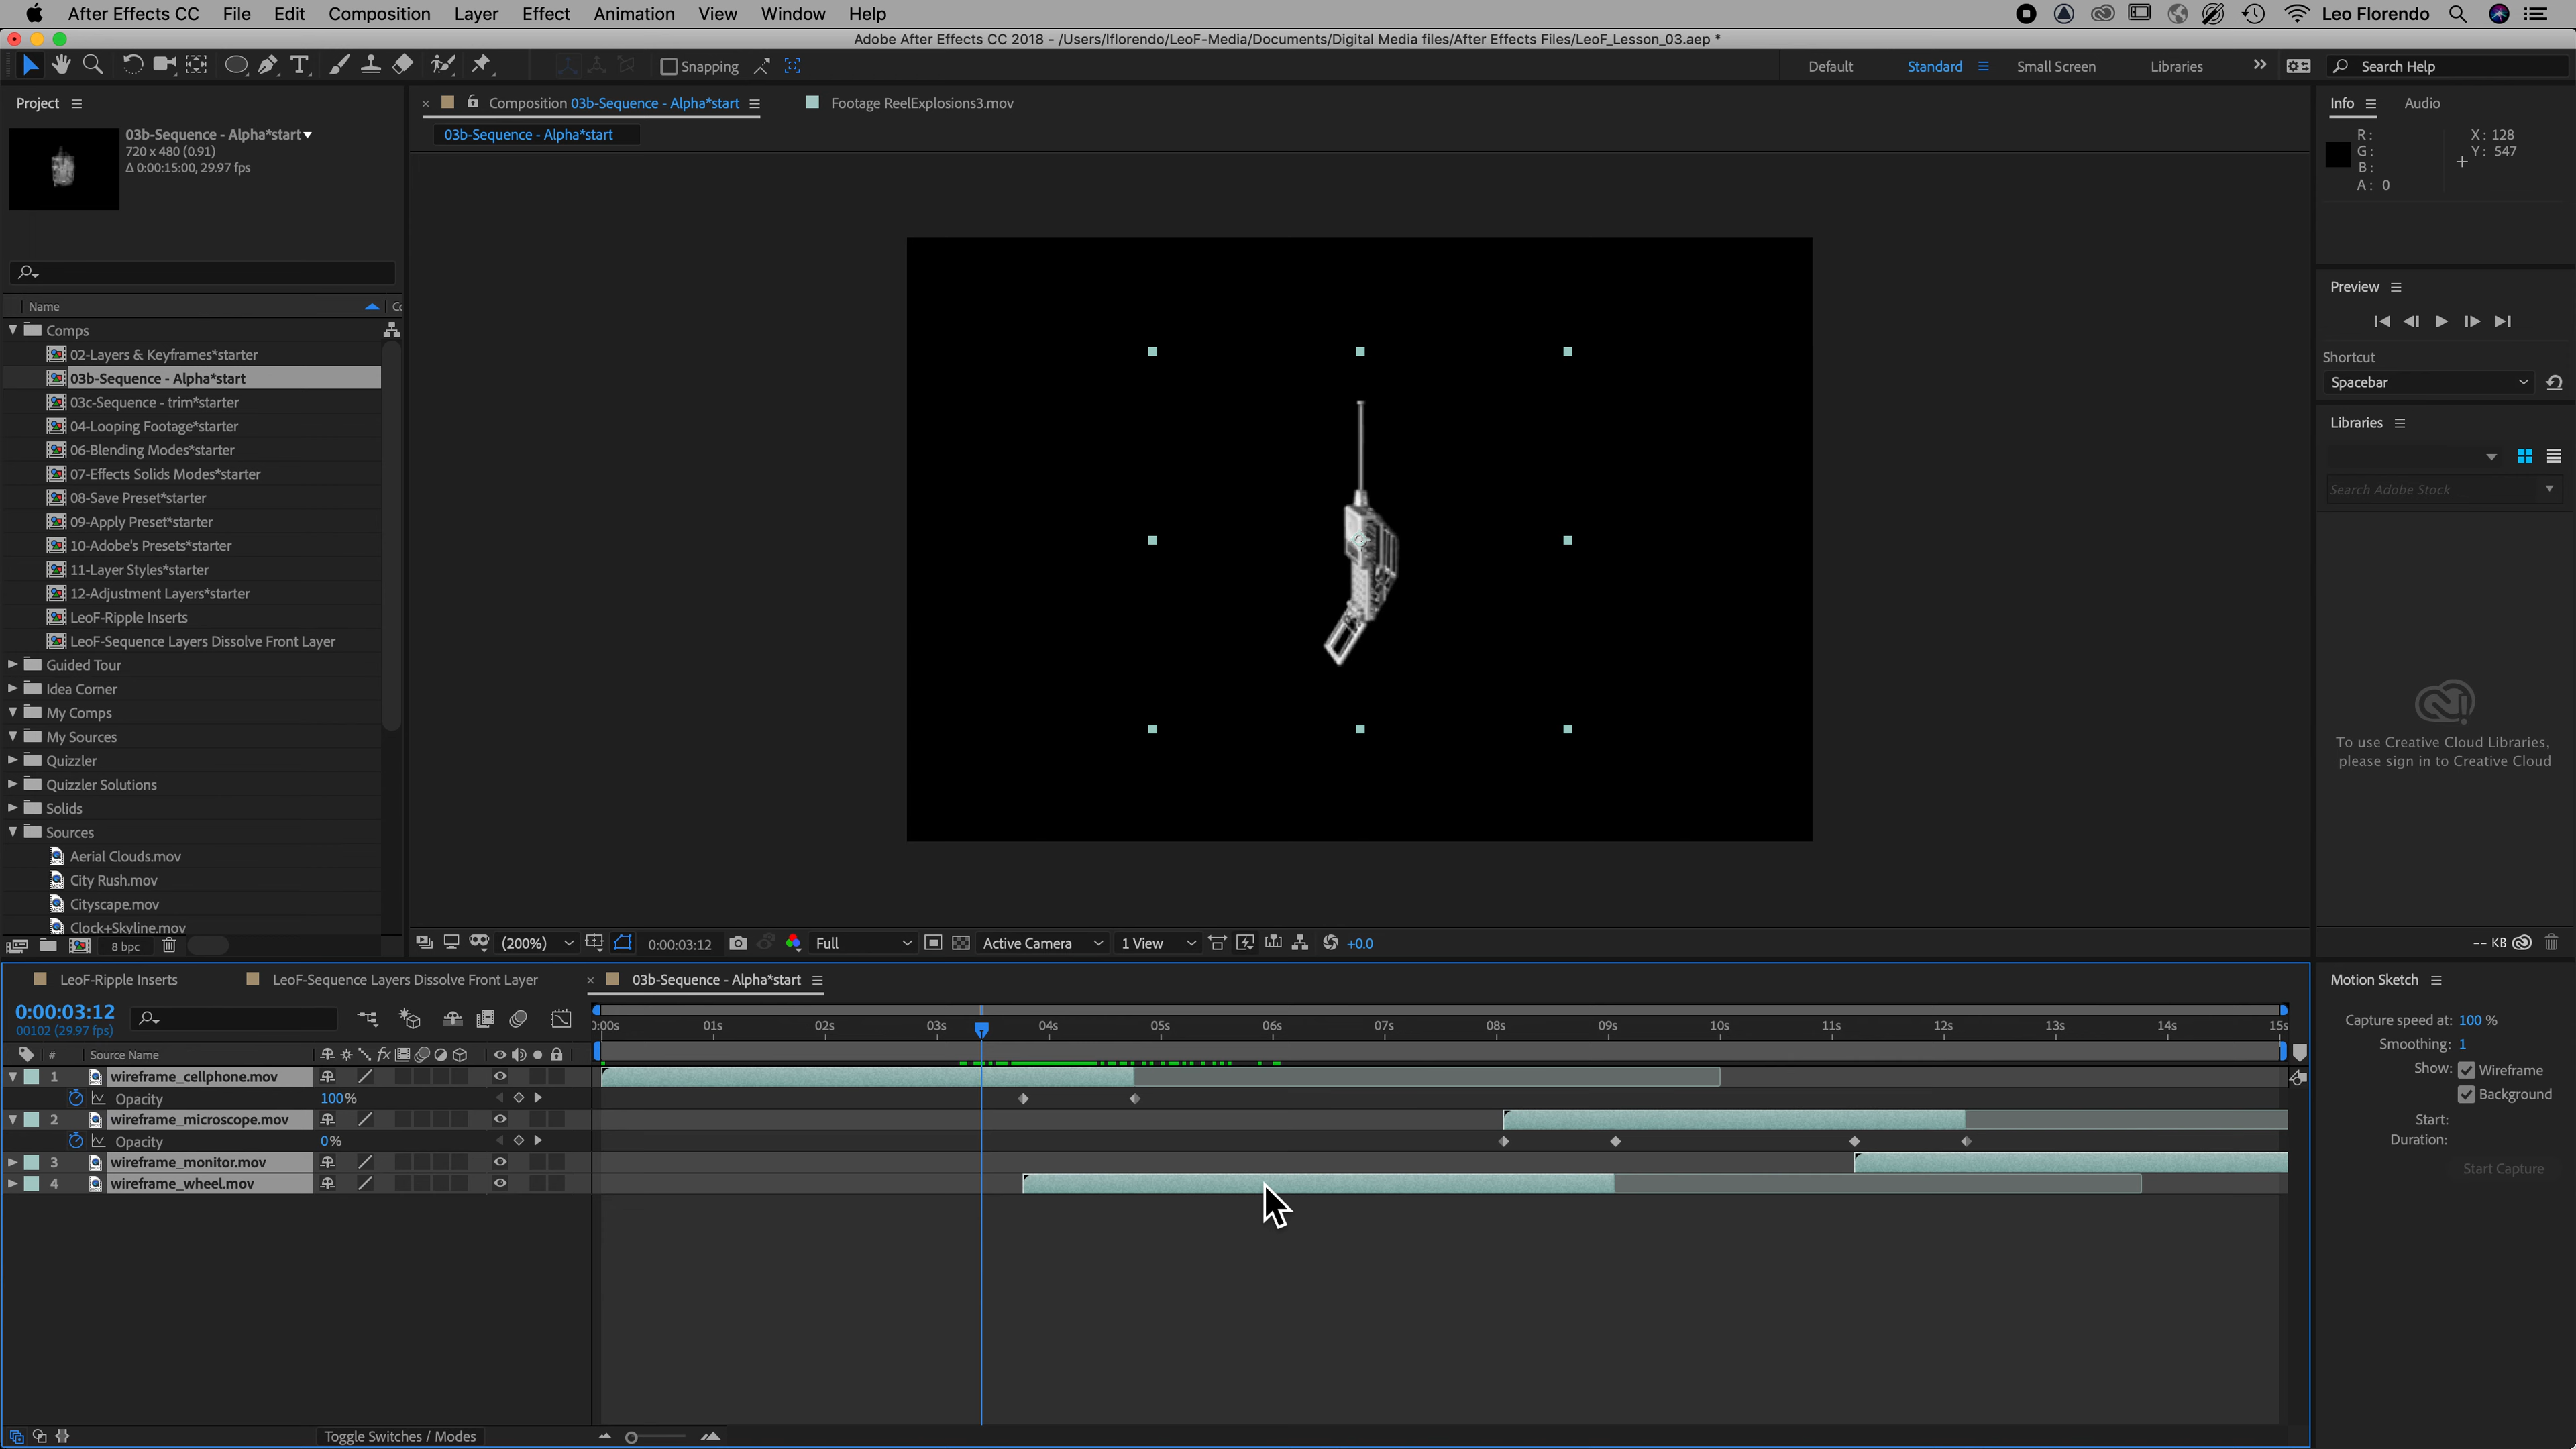 After Effects CC File Edit Composition Layer Effect Animation View Window Help Leo Florendo
Adobe After Effects CC 2018 - /Users/lflorendo/LeoF-Media/Documents/Digital Media files/After Effects Files/LeoF_Lesson_03.aep *
Snapping Default Standard Small Screen Libraries Search Help
Project
Composition 03b-Sequence - Alpha*start Footage ReelExplosions3.mov
Info Audio
03b-Sequence - Alpha*start
720 x 480 (0.91)
Δ 0:00:15:00, 29.97 fps
03b-Sequence - Alpha*start
R: X: 128
G: Y: 547
B:
A: 0
Name
Comps
02-Layers & Keyframes*starter
03b-Sequence - Alpha*start
03c-Sequence - trim*starter
04-Looping Footage*starter
06-Blending Modes*starter
07-Effects Solids Modes*starter
08-Save Preset*starter
09-Apply Preset*starter
10-Adobe's Presets*starter
11-Layer Styles*starter
12-Adjustment Layers*starter
LeoF-Ripple Inserts
LeoF-Sequence Layers Dissolve Front Layer
Guided Tour
Idea Corner
My Comps
My Sources
Quizzler
Quizzler Solutions
Solids
Sources
Aerial Clouds.mov
City Rush.mov
Cityscape.mov
Clock+Skyline.mov
8 bpc
Preview
Shortcut
Spacebar
Libraries
Search Adobe Stock
To use Creative Cloud Libraries,
please sign in to Creative Cloud
-- KB
(200%) 0:00:03:12 Full Active Camera 1 View +0.0
LeoF-Ripple Inserts LeoF-Sequence Layers Dissolve Front Layer 03b-Sequence - Alpha*start
0:00:03:12
00102 (29.97 fps)
):00s 01s 02s 03s 04s 05s 06s 07s 08s 09s 10s 11s 12s 13s 14s 15s
# Source Name
1 wireframe_cellphone.mov
Opacity 100%
2 wireframe_microscope.mov
Opacity 0%
3 wireframe_monitor.mov
4 wireframe_wheel.mov
Toggle Switches / Modes
Motion Sketch
Capture speed at: 100 %
Smoothing: 1
Show: Wireframe
Background
Start:
Duration:
Start Capture